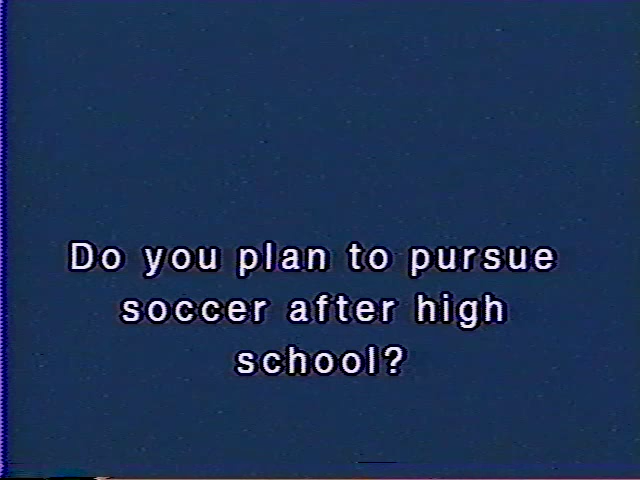 Do you plan to pursue
soccer after high
school?